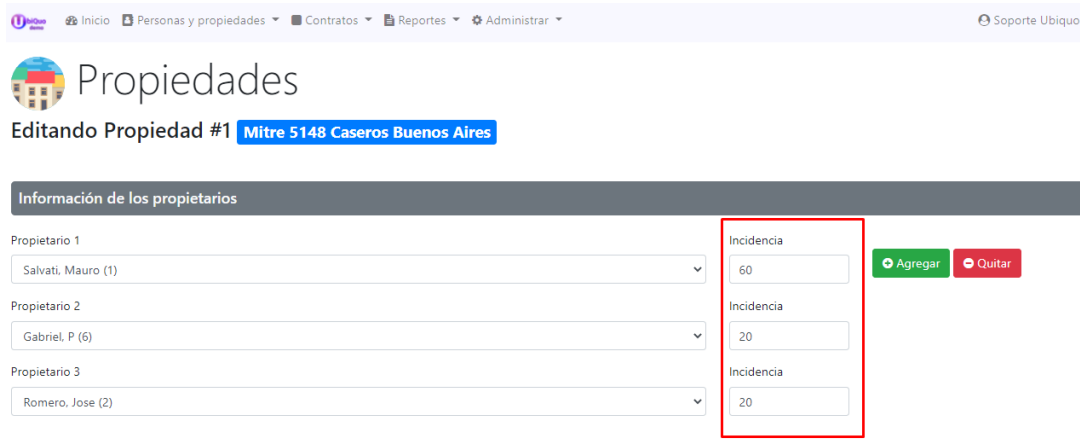 UbiQuo demo Inicio Personas y propiedades Contratos Reportes Administrar Soporte Ubiquo
Propiedades
Editando Propiedad #1 Mitre 5148 Caseros Buenos Aires
Información de los propietarios
Propietario 1 Incidencia
Salvati, Mauro (1) 60 Agregar Quitar
Propietario 2 Incidencia
Gabriel, P (6) 20
Propietario 3 Incidencia
Romero, Jose (2) 20